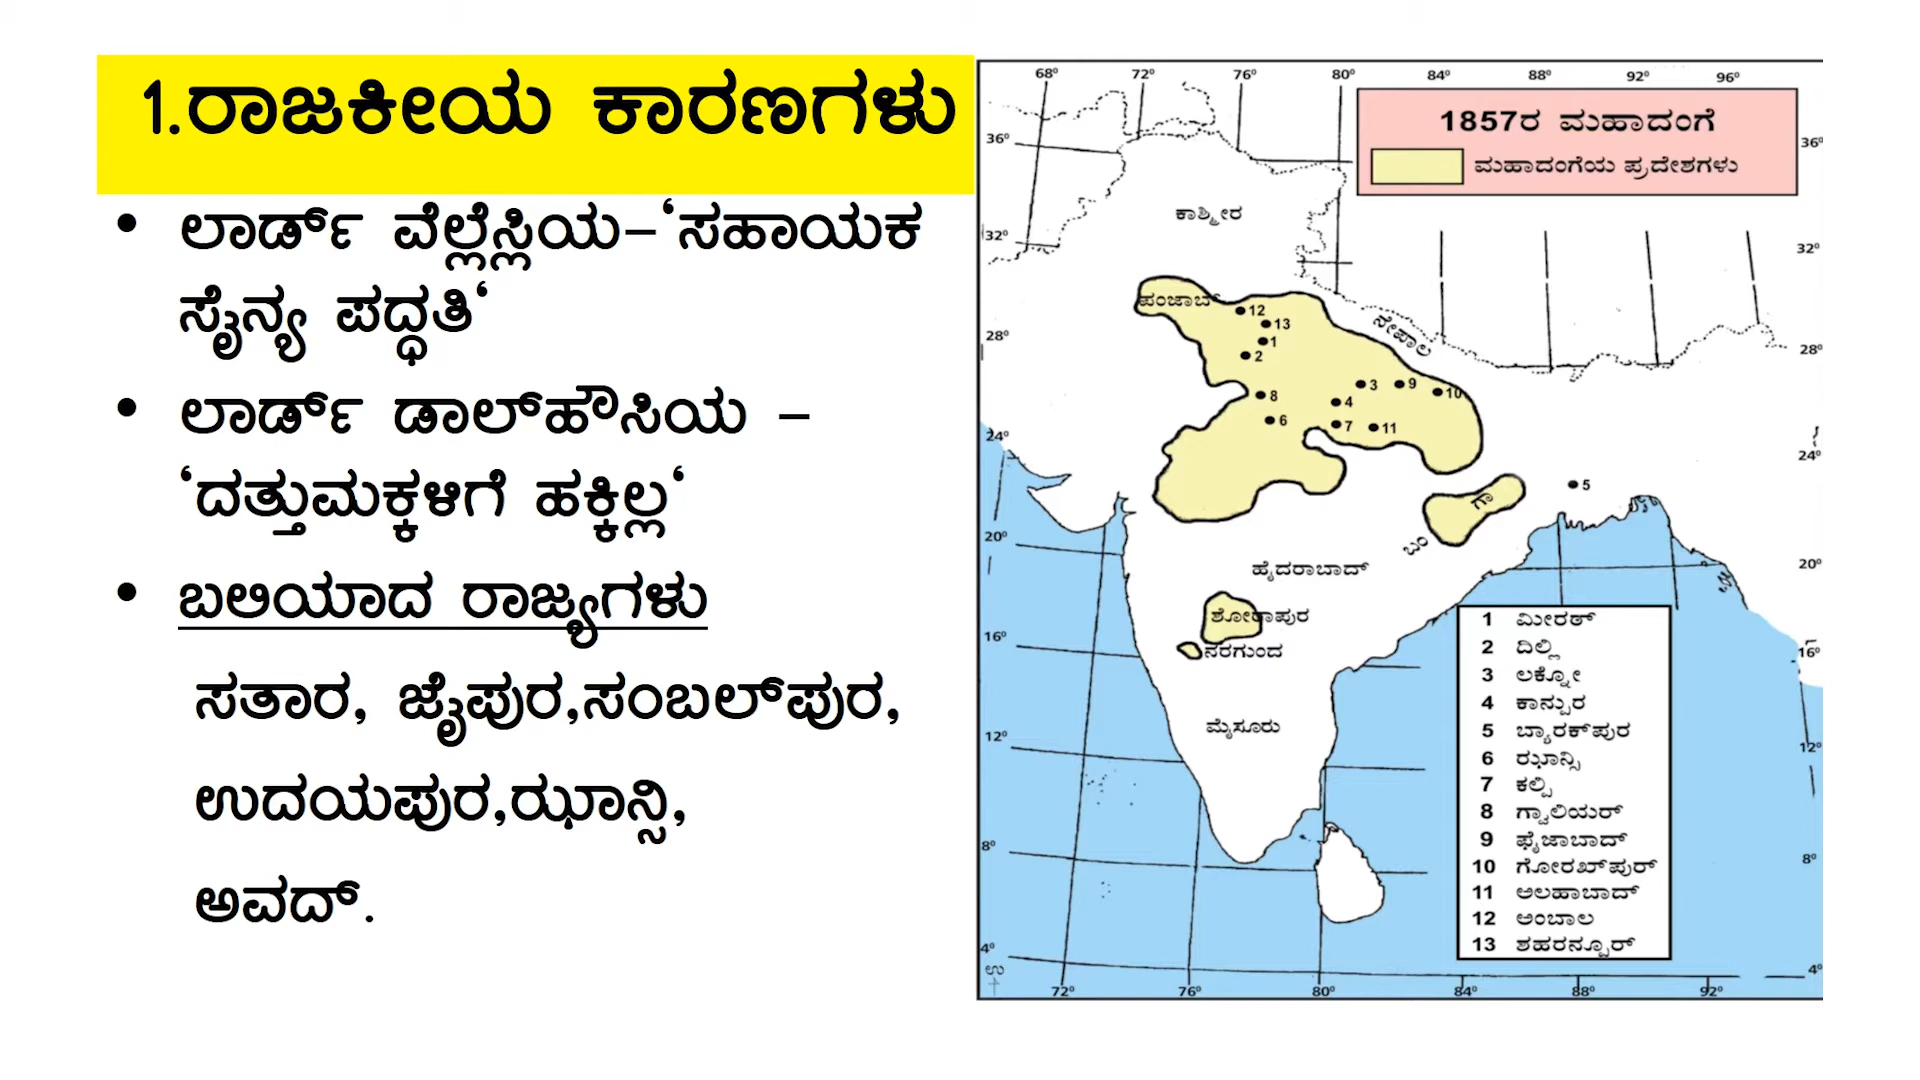 1.ರಾಜಕೀಯ ಕಾರಣಗಳು
• ಲಾರ್ಡ್ ವೆಲ್ಲೆಸ್ಲಿಯ-‘ಸಹಾಯಕ
ಸೈನ್ಯ ಪದ್ಧತಿ‘
• ಲಾರ್ಡ್ ಡಾಲ್‌ಹೌಸಿಯ –
‘ದತ್ತುಮಕ್ಕಳಿಗೆ ಹಕ್ಕಿಲ್ಲ‘
• ಬಲಿಯಾದ ರಾಜ್ಯಗಳು
ಸತಾರ, ಜೈಪುರ,ಸಂಬಲ್‌ಪುರ,
ಉದಯಪುರ,ಝಾನ್ಸಿ,
ಅವದ್.
68° 72° 76° 80° 84° 88° 92° 96°
1857ರ ಮಹಾದಂಗೆ
ಮಹಾದಂಗೆಯ ಪ್ರದೇಶಗಳು
36° 36°
ಕಾಶ್ಮೀರ
32° 32°
ಪಂಜಾಬ್
12
13
ನೇಪಾಲ
28° 1 28°
2
3 9 10
8 4
6 7 11
24° 24°
5
ಗಾ
ಬಂ
20° 20°
ಹೈದರಾಬಾದ್
ಶೋರಾಪುರ
16° 16°
ನರಗುಂದ
ಮೈಸೂರು
12° 12°
8° 8°
4° 4°
ಉ
1 ಮೀರಠ್
2 ದಿಲ್ಲಿ
3 ಲಕ್ನೋ
4 ಕಾನ್ಪುರ
5 ಬ್ಯಾರಕ್‌ಪುರ
6 ಝಾನ್ಸಿ
7 ಕಲ್ಪಿ
8 ಗ್ವಾಲಿಯರ್
9 ಫೈಜಾಬಾದ್
10 ಗೋರಖ್‌ಪುರ್
11 ಅಲಹಾಬಾದ್
12 ಅಂಬಾಲ
13 ಶಹರನ್ಪೂರ್
72° 76° 80° 84° 88° 92°